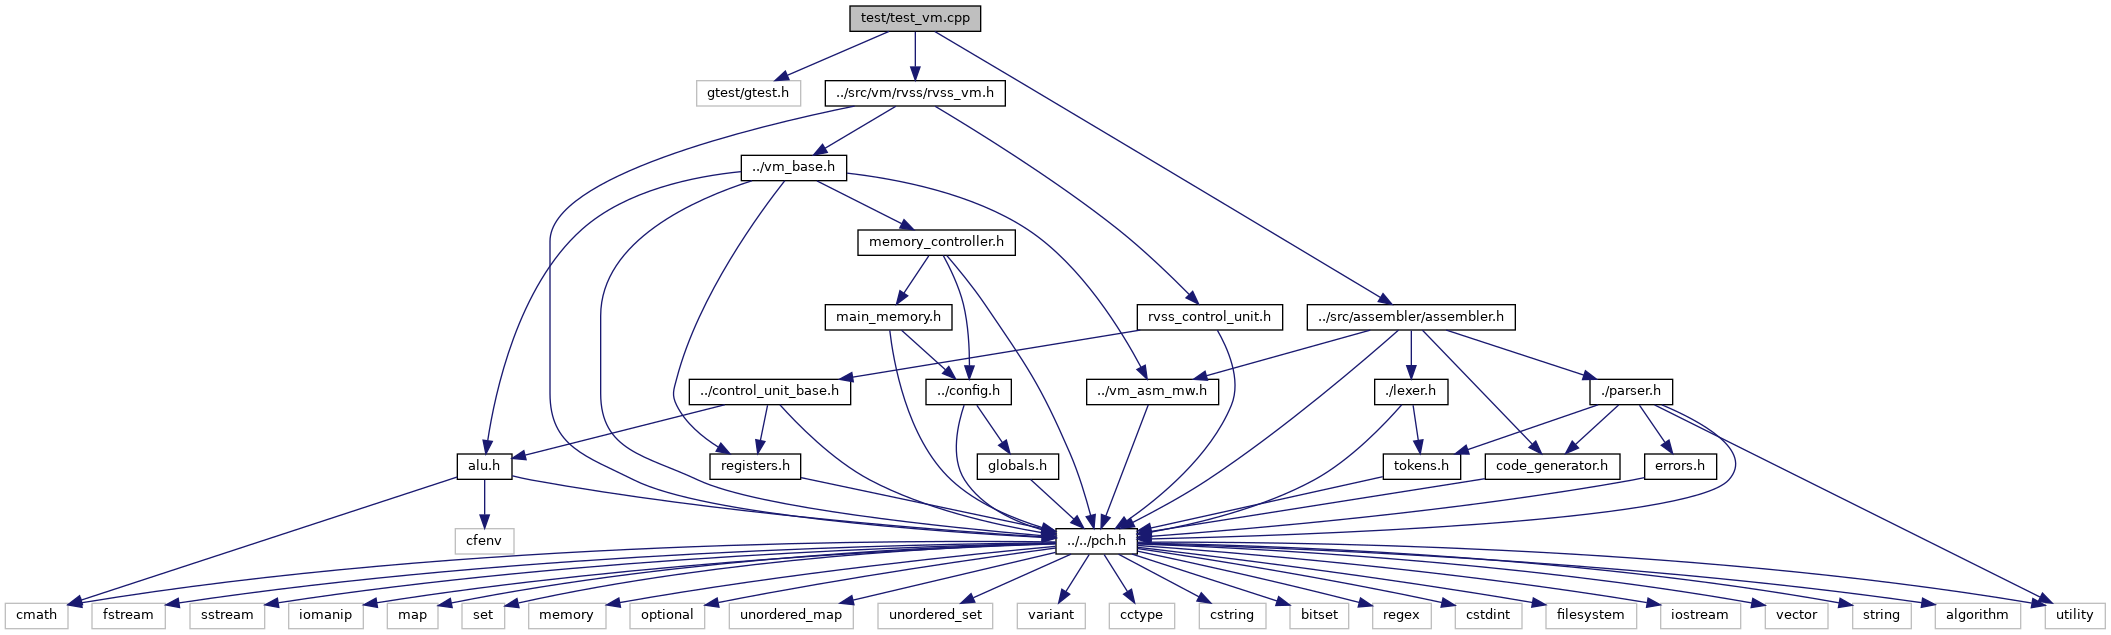 test/test_vm.cpp
gtest/gtest.h
../src/vm/rvss/rvss_vm.h
../vm_base.h
memory_controller.h
main_memory.h
rvss_control_unit.h
../src/assembler/assembler.h
../control_unit_base.h
../config.h
../vm_asm_mw.h
./lexer.h
./parser.h
alu.h
registers.h
globals.h
tokens.h
code_generator.h
errors.h
cfenv
../../pch.h
cmath
fstream
sstream
iomanip
map
set
memory
optional
unordered_map
unordered_set
variant
cctype
cstring
bitset
regex
cstdint
filesystem
iostream
vector
string
algorithm
utility